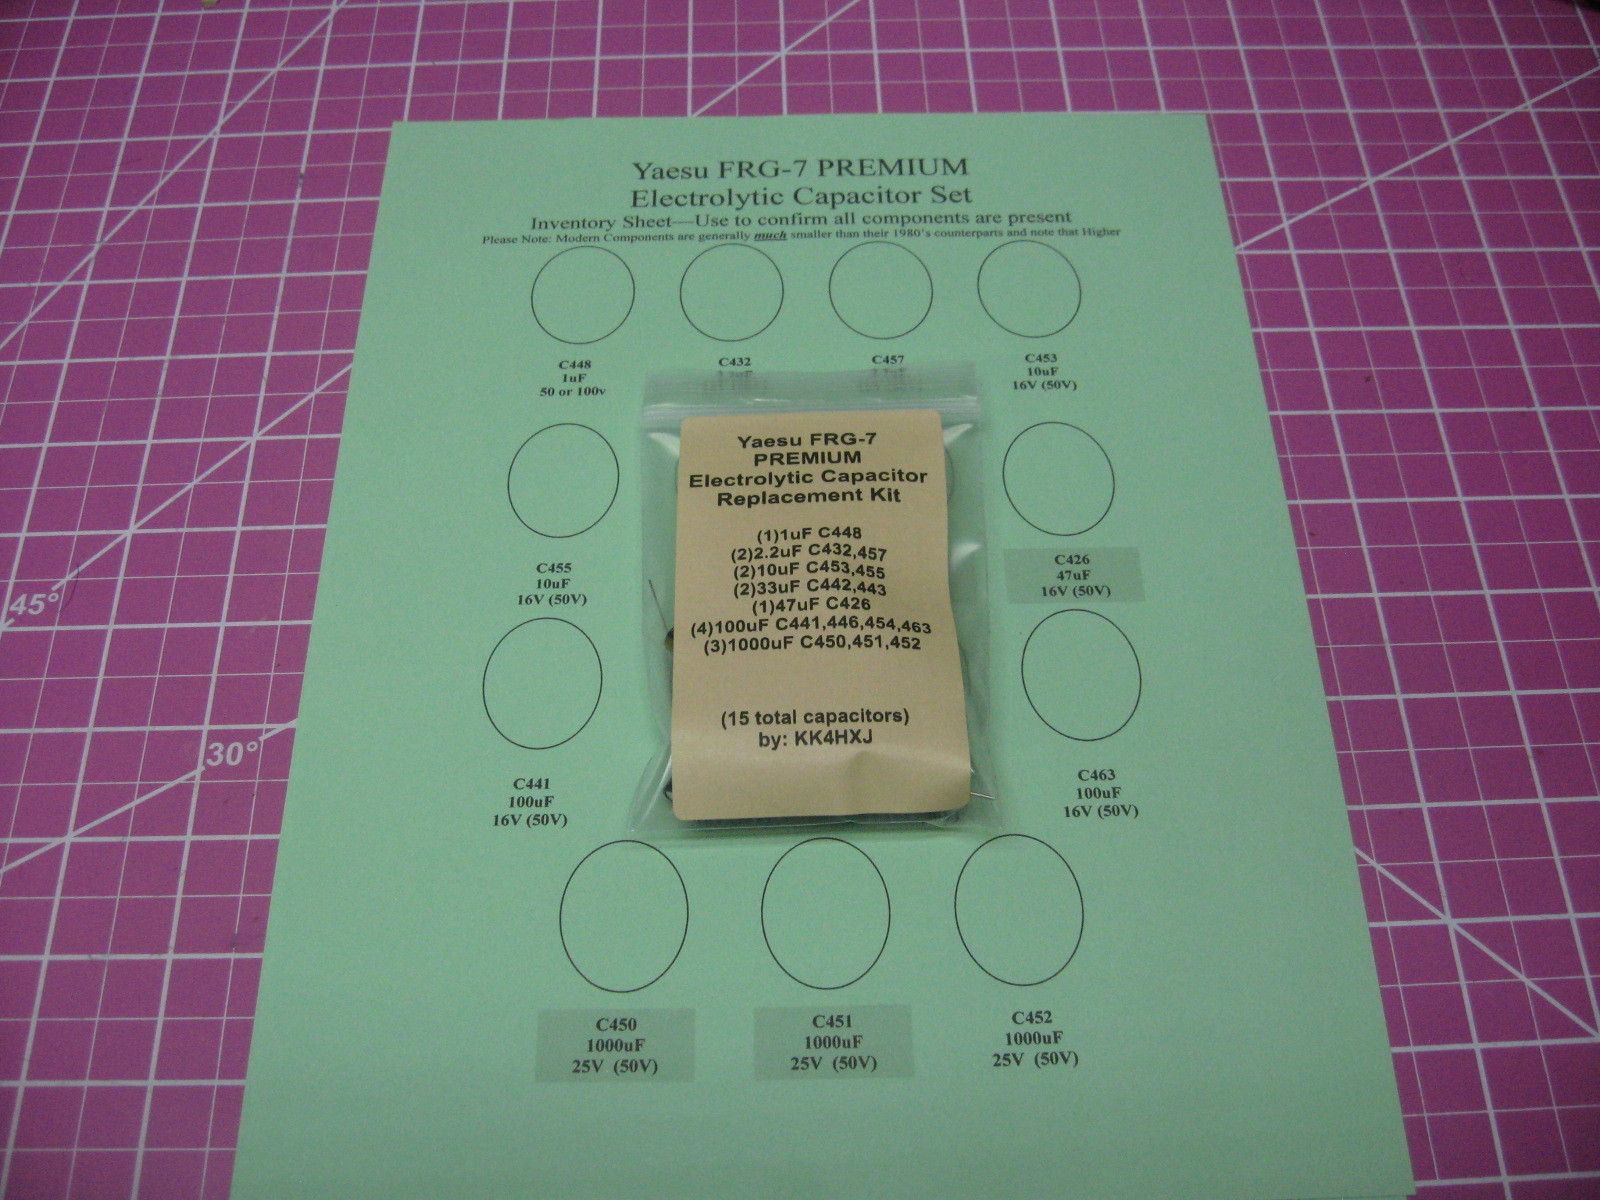 Yaesu FRG-7 PREMIUM
Electrolytic Capacitor Set
Inventory Sheet—Use to confirm all components are present
Please Note: Modern Components are generally much smaller than their 1980's counterparts and note that Higher
C448
1uF
50 or 100v
C432
C457
C453
10uF
16V (50V)
Yaesu FRG-7
PREMIUM
Electrolytic Capacitor
Replacement Kit
(1)1uF C448
(2)2.2uF C432,457
(2)10uF C453,455
(2)33uF C442,443
(1)47uF C426
(4)100uF C441,446,454,463
(3)1000uF C450,451,452
(15 total capacitors)
by: KK4HXJ
C455
10uF
16V (50V)
C426
47uF
16V (50V)
C441
100uF
16V (50V)
C463
100uF
16V (50V)
C450
1000uF
25V (50V)
C451
1000uF
25V (50V)
C452
1000uF
25V (50V)
45°
30°